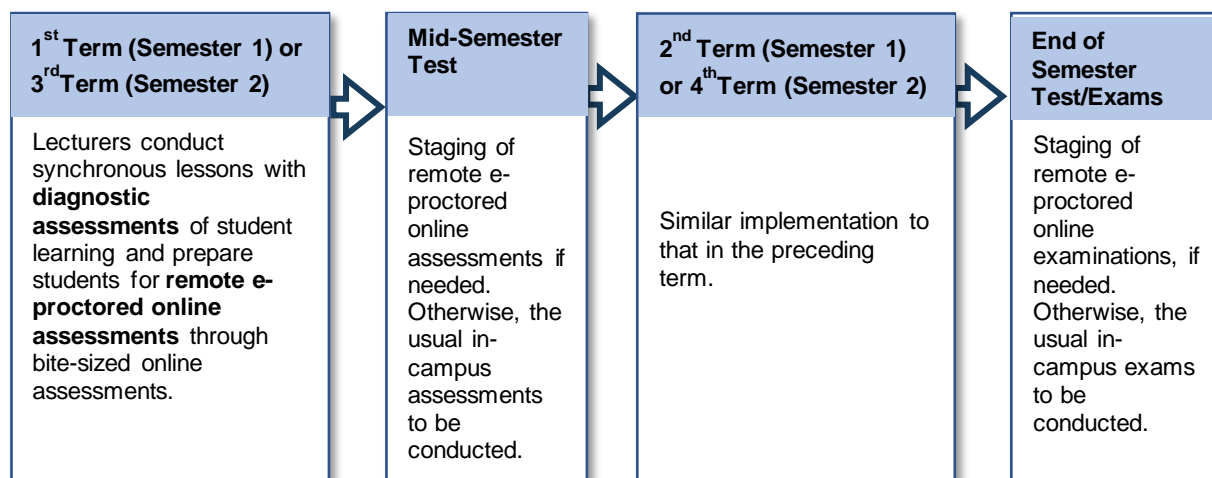 1st Term (Semester 1) or
3rd Term (Semester 2)
Lecturers conduct
synchronous lessons with
diagnostic
assessments of student
learning and prepare
students for remote e-
proctored online
assessments through
bite-sized online
assessments.
Mid-Semester
Test
Staging of
remote e-
proctored
online
assessments if
needed.
Otherwise, the
usual in-
campus
assessments
to be
conducted.
2nd Term (Semester 1)
or 4th Term (Semester 2)
Similar implementation to
that in the preceding
term.
End of
Semester
Test/Exams
Staging of
remote e-
proctored
online
examinations, if
needed.
Otherwise, the
usual in-
campus exams
to be
conducted.